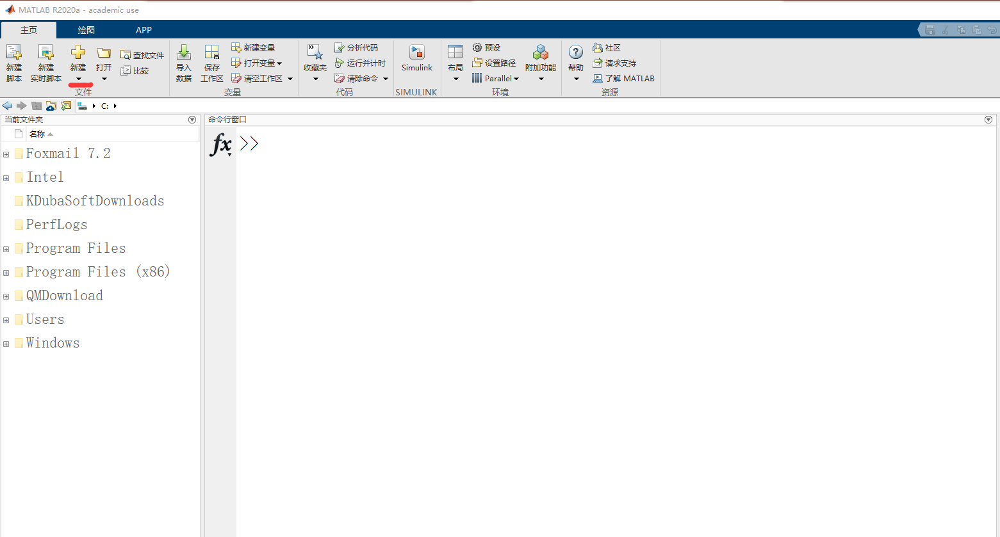 MATLAB R2020a - academic use
主页 绘图 APP
新建脚本
新建实时脚本
新建
打开
查找文件
比较
文件
导入数据
保存工作区
新建变量
打开变量
清空工作区
变量
收藏夹
分析代码
运行并计时
清除命令
代码
Simulink
SIMULINK
布局
预设
设置路径
Parallel
附加功能
环境
帮助
社区
请求支持
了解 MATLAB
资源
C:
当前文件夹
名称
Foxmail 7.2
Intel
KDubaSoftDownloads
PerfLogs
Program Files
Program Files (x86)
QMDownload
Users
Windows
命令行窗口
fx >>